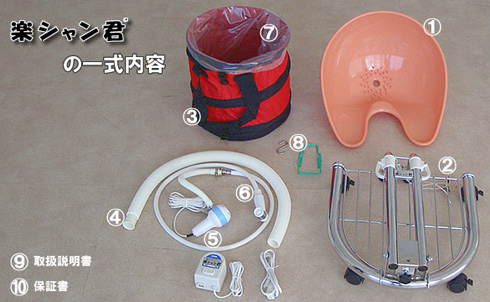 楽シャン君®
の一式内容
⑦
①
③
⑧
②
⑥
④
⑤
⑨ 取扱説明書
⑩ 保証書